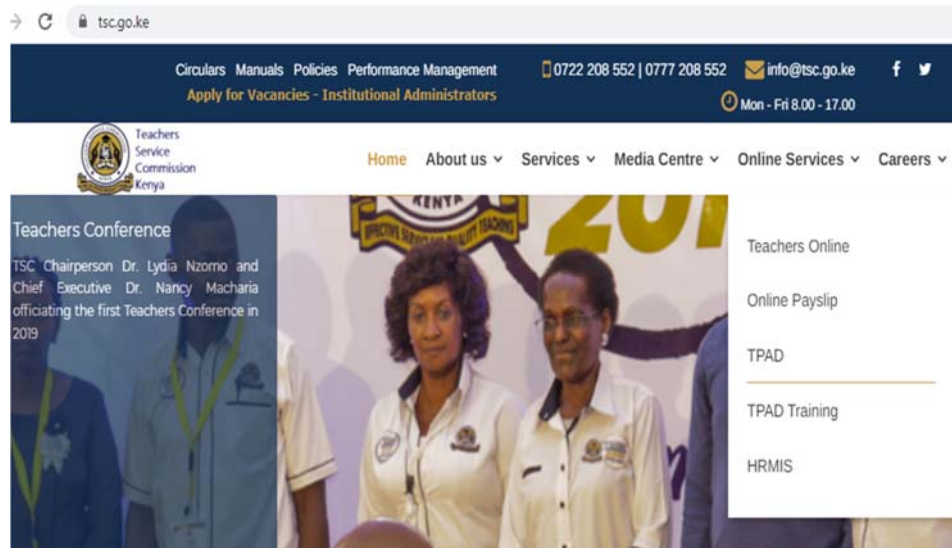 tsc.go.ke
Circulars Manuals Policies Performance Management
0722 208 552 | 0777 208 552
info@tsc.go.ke
Apply for Vacancies - Institutional Administrators
Mon - Fri 8.00 - 17.00
Teachers
Service
Commission
Kenya
Home About us Services Media Centre Online Services Careers
Teachers Conference
TSC Chairperson Dr. Lydia Nzomo and
Chief Executive Dr. Nancy Macharia
officiating the first Teachers Conference in
2019
KENYA
201
Teachers Online
Online Payslip
TPAD
TPAD Training
HRMIS